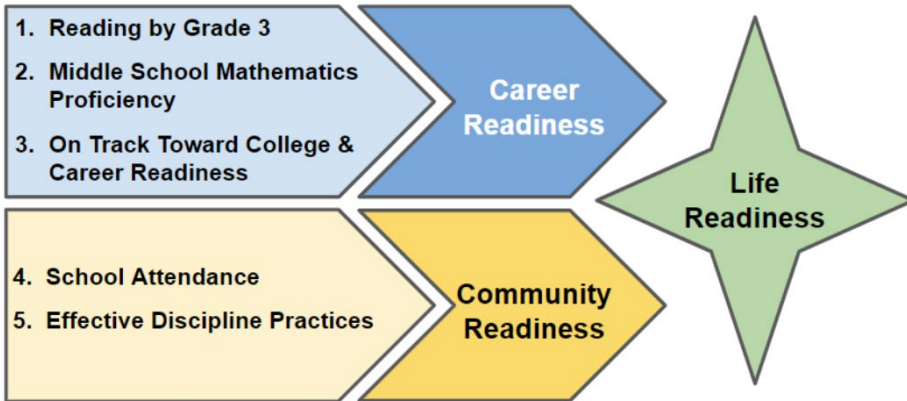 1. Reading by Grade 3
2. Middle School Mathematics
Proficiency
3. On Track Toward College &
Career Readiness
Career
Readiness
4. School Attendance
5. Effective Discipline Practices
Community
Readiness
Life
Readiness